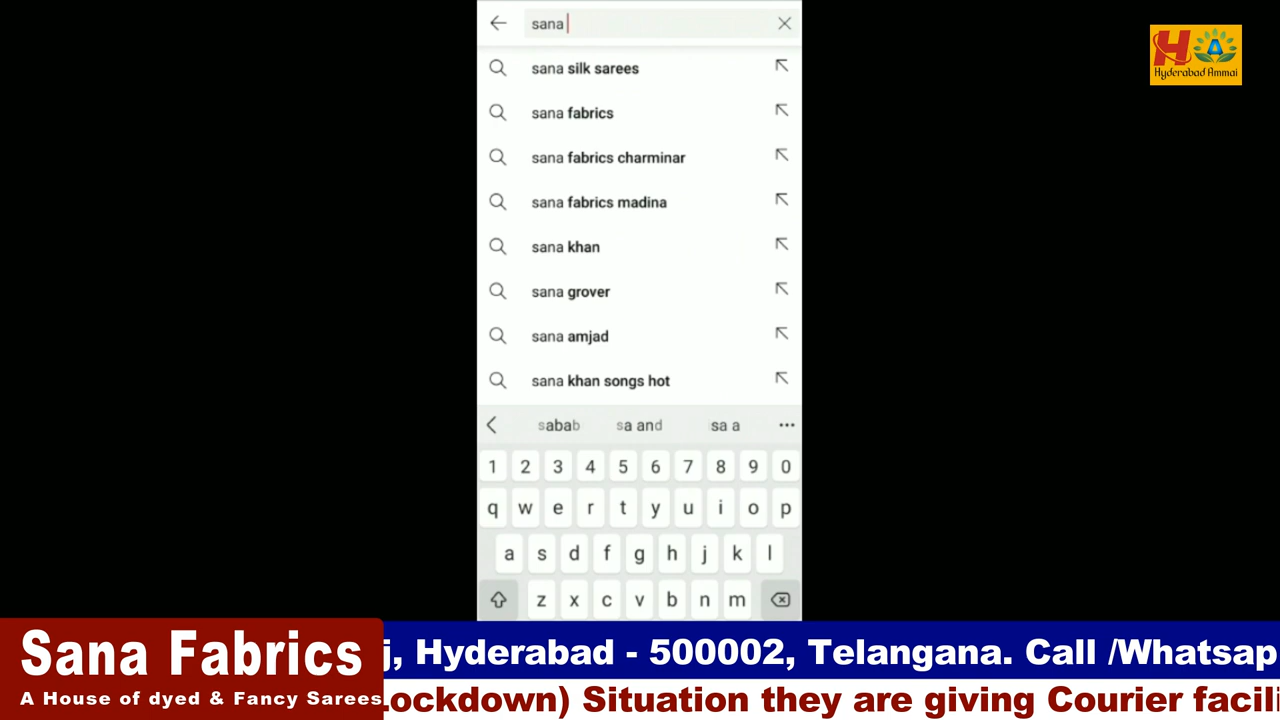 sana
sana silk sarees
sana fabrics
sana fabrics charminar
sana fabrics madina
sana khan
sana grover
sana amjad
sana khan songs hot
sabab sa and sa a
1 2 3 4 5 6 7 8 9 0
q w e r t y u i o p
a s d f g h j k l
z x c v b n m
H A
Hyderabad Ammai
Sana Fabrics
A House of dyed & Fancy Sarees
j, Hyderabad - 500002, Telangana. Call /Whatsap
Lockdown) Situation they are giving Courier facili